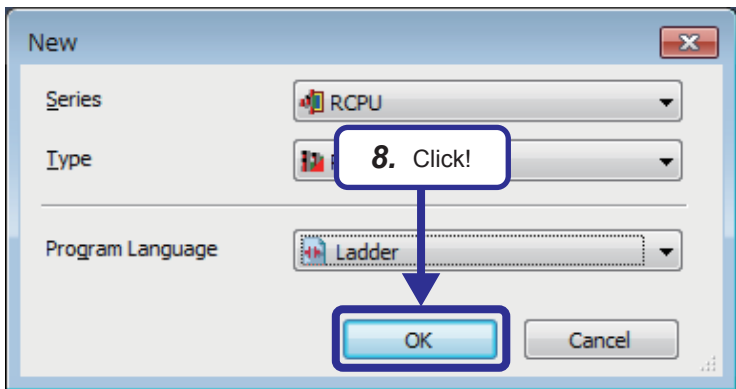 New
Series RCPU
Type
8. Click!
Program Language Ladder
OK Cancel